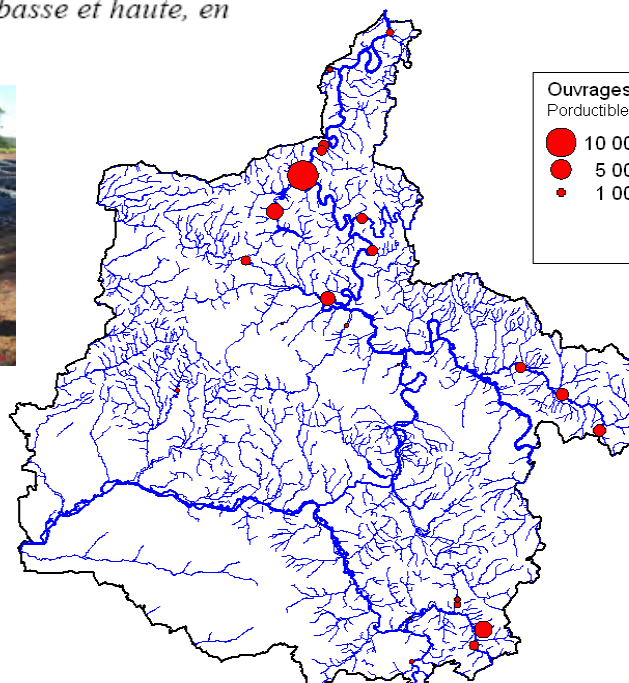 basse et haute, en
Ouvrages
Porductible
10 00
5 00
1 00